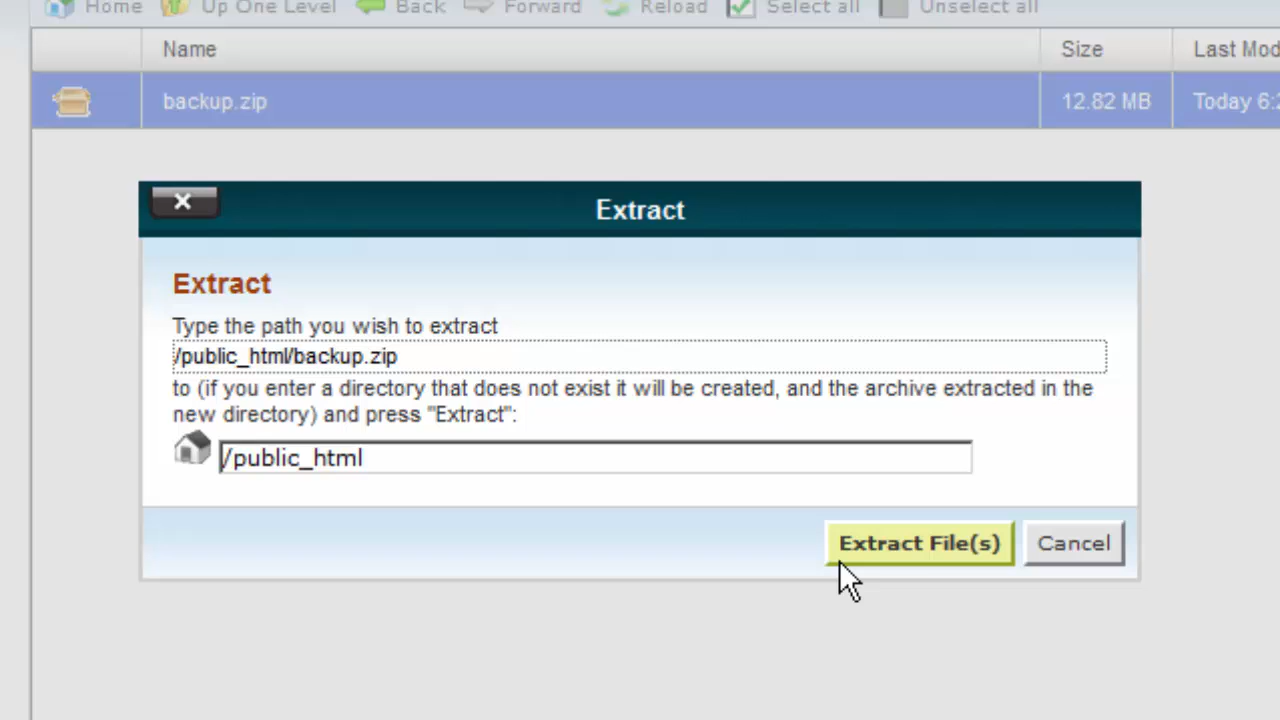 Home Up One Level Back Forward Reload Select all Unselect all
Name Size Last Mod
backup.zip 12.82 MB Today 6:
Extract
Extract
Type the path you wish to extract
/public_html/backup.zip
to (if you enter a directory that does not exist it will be created, and the archive extracted in the
new directory) and press "Extract":
/public_html
Extract File(s) Cancel